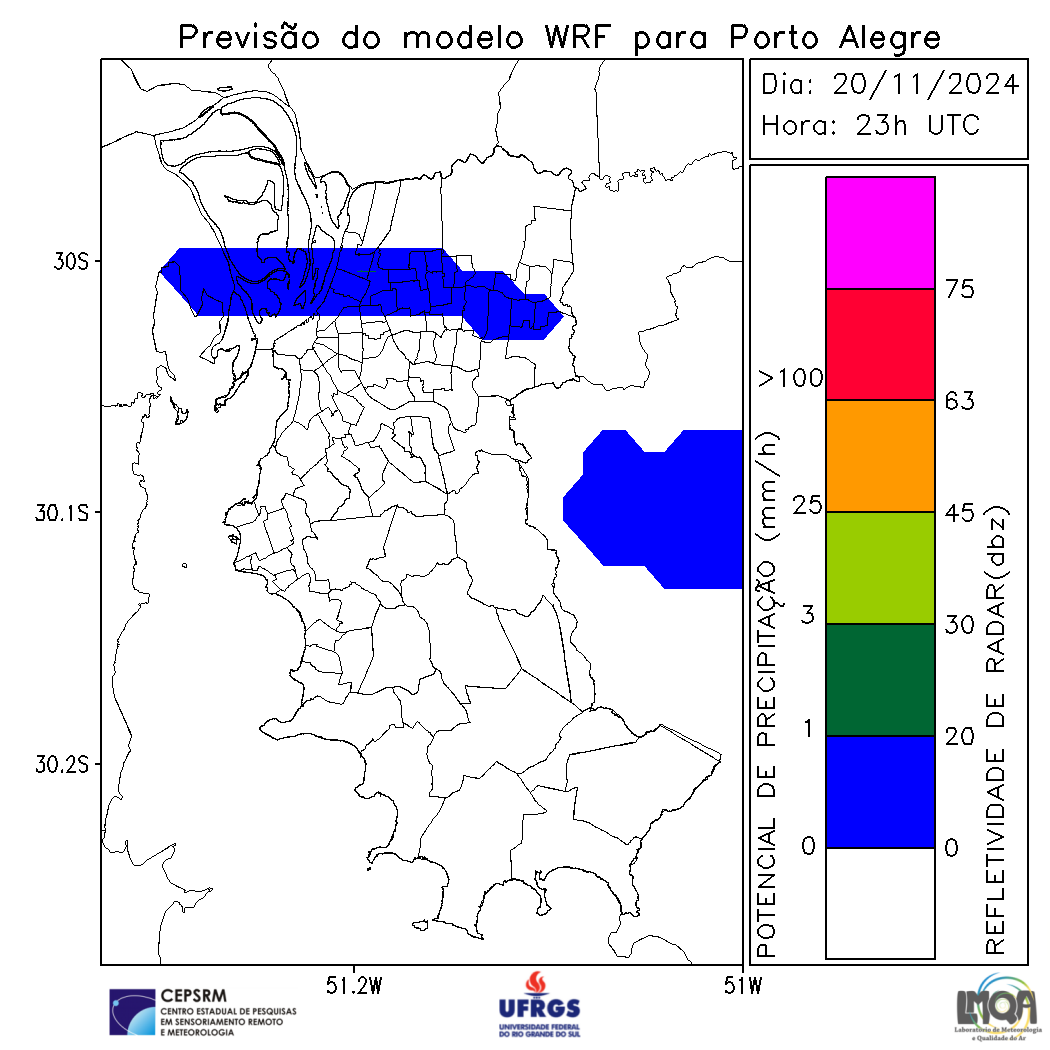 Previsão do modelo WRF para Porto Alegre
Dia: 20/11/2024
Hora: 23h UTC
30S
30.1S
30.2S
51.2W
51W
POTENCIAL DE PRECIPITAÇÃO (mm/h)
>100
25
3
1
0
75
63
45
30
20
0
REFLETIVIDADE DE RADAR(dbz)
CEPSRM
CENTRO ESTADUAL DE PESQUISAS
EM SENSORIAMENTO REMOTO
E METEOROLOGIA
UFRGS
UNIVERSIDADE FEDERAL
DO RIO GRANDE DO SUL
LMQA
Laboratório de Meteorologia
e Qualidade do Ar